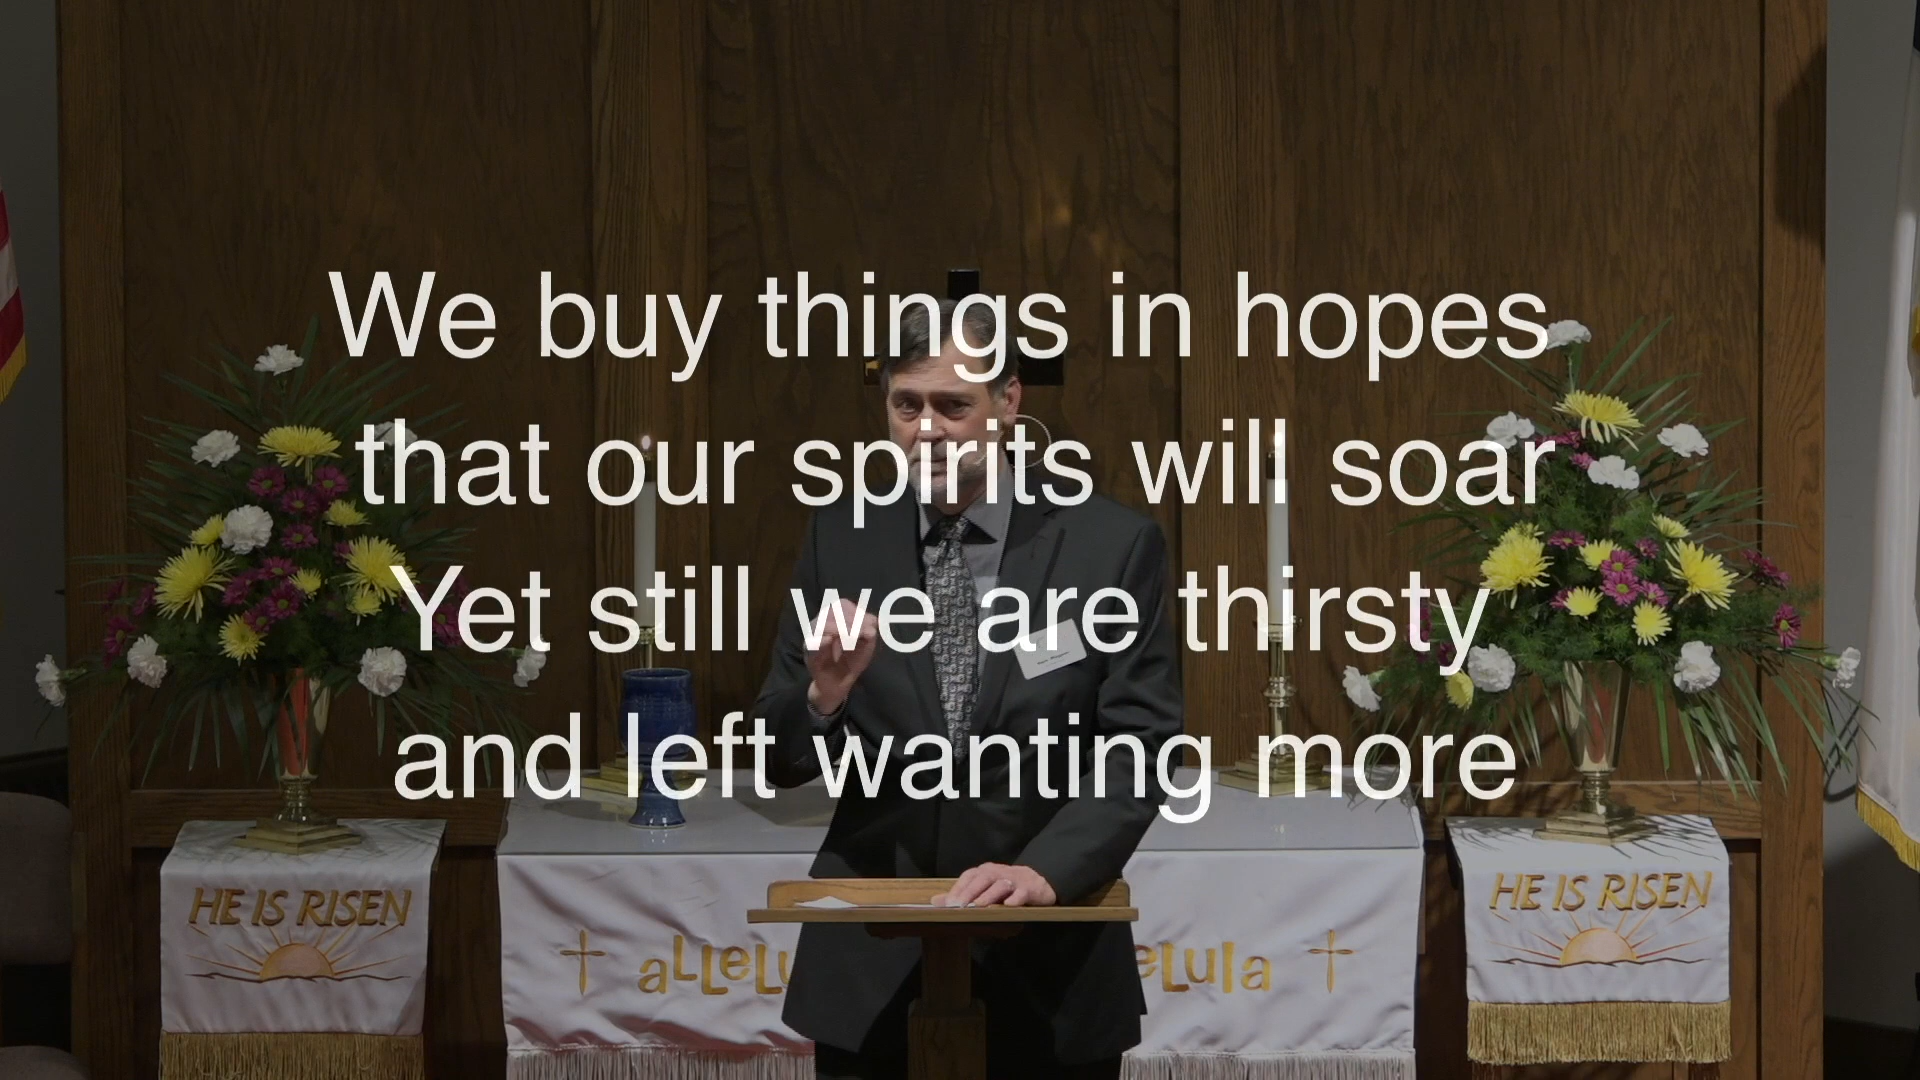 We buy things in hopes
that our spirits will soar
Yet still we are thirsty
and left wanting more
HE IS RISEN
aLLeLu
eLuIa
HE IS RISEN